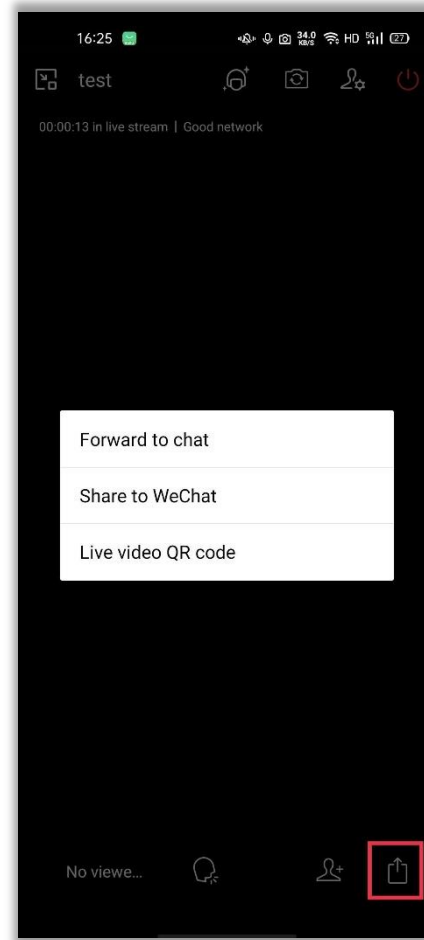 16:25 34.0 KB/S HD 5G 27
test
00:00:13 in live stream | Good network
Forward to chat
Share to WeChat
Live video QR code
No viewe...